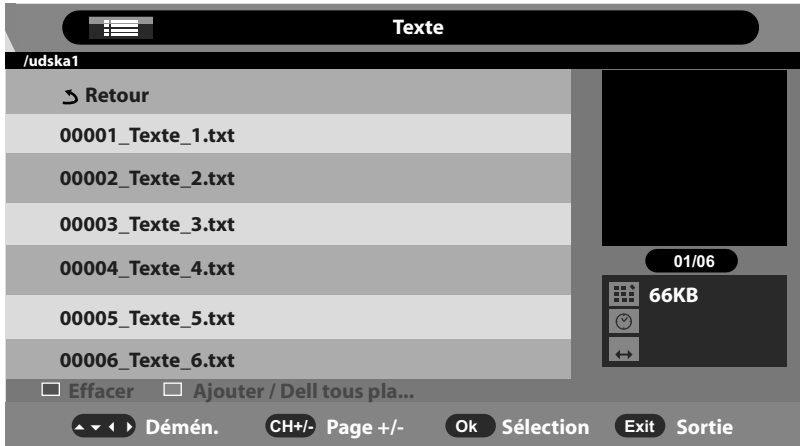 Texte
/udska1
Retour
00001_Texte_1.txt
00002_Texte_2.txt
00003_Texte_3.txt
00004_Texte_4.txt
00005_Texte_5.txt
00006_Texte_6.txt
01/06
66KB
Effacer Ajouter / Dell tous pla...
Démén. CH+/- Page +/- Ok Sélection Exit Sortie